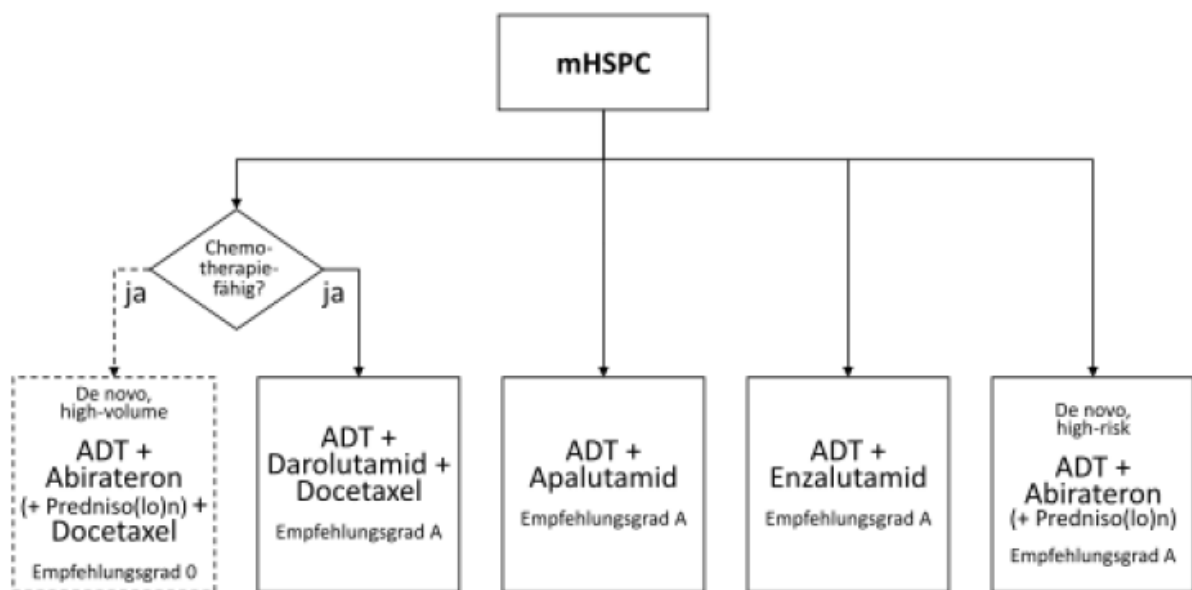 mHSPC
Chemo-
therapie-
fähig?
ja
ja
De novo,
high-volume
ADT +
Abirateron
(+ Predniso(lo)n) +
Docetaxel
Empfehlungsgrad 0
ADT +
Darolutamid +
Docetaxel
Empfehlungsgrad A
ADT +
Apalutamid
Empfehlungsgrad A
ADT +
Enzalutamid
Empfehlungsgrad A
De novo,
high-risk
ADT +
Abirateron
(+ Predniso(lo)n)
Empfehlungsgrad A